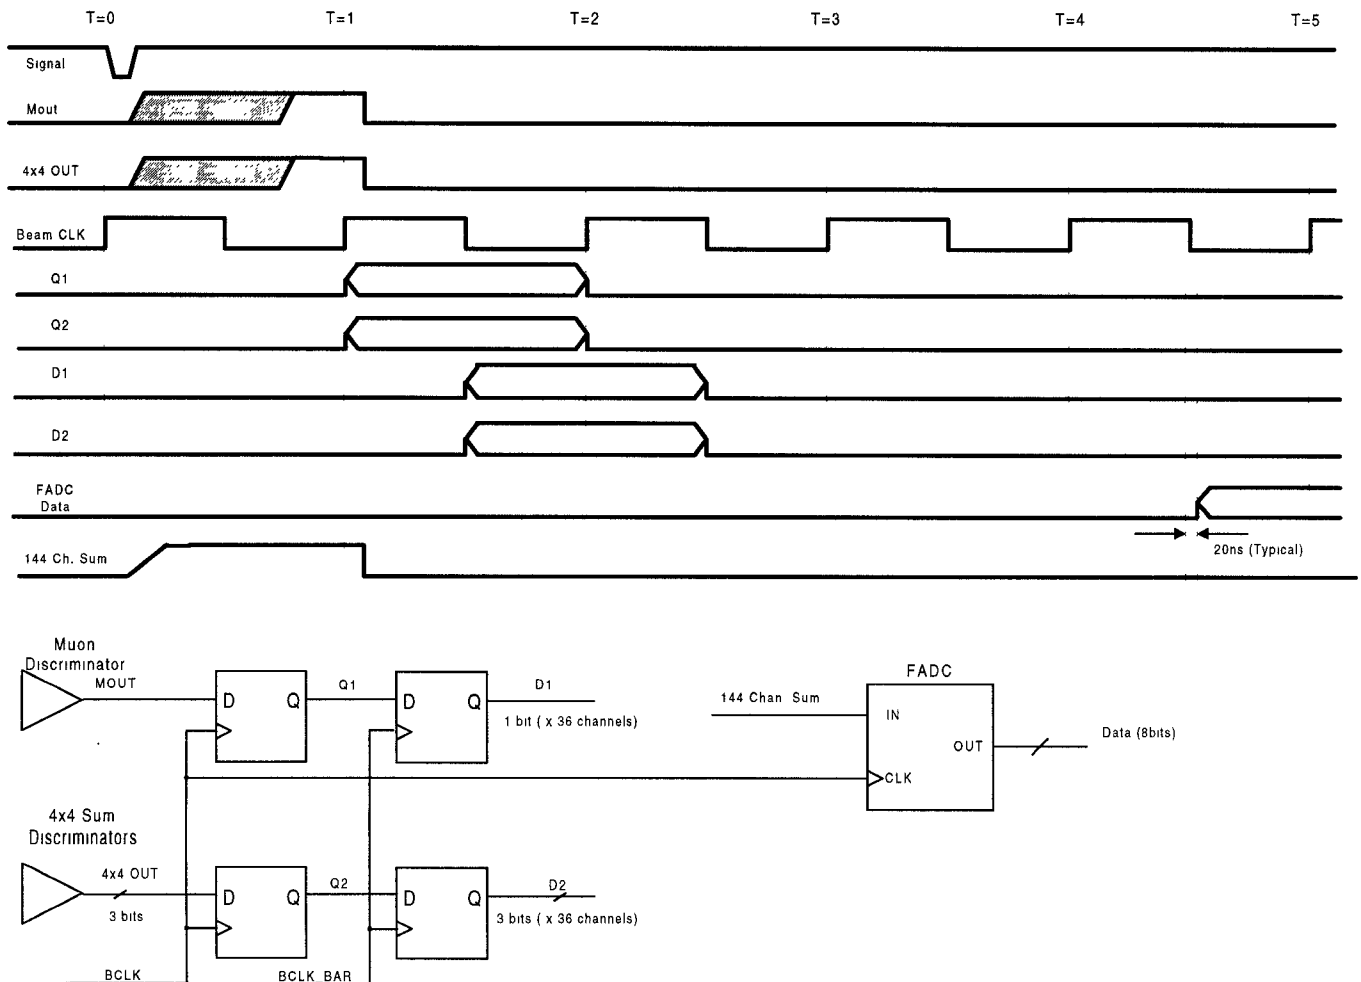 T=0 T=1 T=2 T=3 T=4 T=5
Signal
Mout
4x4 OUT
Beam CLK
Q1
Q2
D1
D2
FADC
Data
20ns (Typical)
144 Ch. Sum
Muon
Discriminator
MOUT
D Q
Q1
D Q
D1
1 bit ( x 36 channels)
FADC
144 Chan Sum
IN
OUT
CLK
Data (8bits)
4x4 Sum
Discriminators
4x4 OUT
3 bits
D Q
Q2
D Q
D2
3 bits ( x 36 channels)
BCLK
BCLK BAR